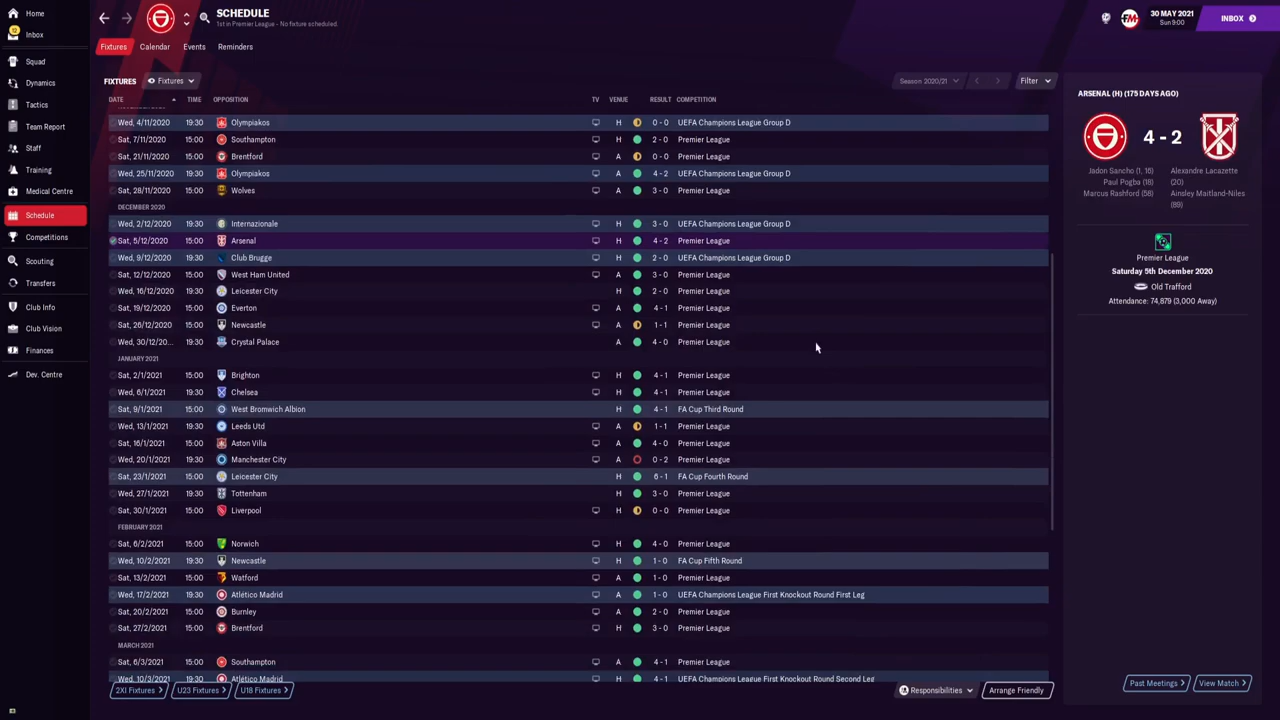 Home
12
Inbox
Squad
Dynamics
Tactics
Team Report
Staff
Training
Medical Centre
Schedule
Competitions
Scouting
Transfers
Club Info
Club Vision
Finances
Dev. Centre
SCHEDULE
1st in Premier League - No fixture scheduled.
FM
30 MAY 2021
Sun 9:00
INBOX
Fixtures Calendar Events Reminders
FIXTURES Fixtures Season 2020/21 Filter
DATE TIME OPPOSITION TV VENUE RESULT COMPETITION
Wed, 4/11/2020 19:30 Olympiakos H 0 - 0 UEFA Champions League Group D
Sat, 7/11/2020 15:00 Southampton H 2 - 0 Premier League
Sat, 21/11/2020 15:00 Brentford A 0 - 0 Premier League
Wed, 25/11/2020 19:30 Olympiakos A 4 - 2 UEFA Champions League Group D
Sat, 28/11/2020 15:00 Wolves A 3 - 0 Premier League
DECEMBER 2020
Wed, 2/12/2020 19:30 Internazionale H 3 - 0 UEFA Champions League Group D
Sat, 5/12/2020 15:00 Arsenal H 4 - 2 Premier League
Wed, 9/12/2020 19:30 Club Brugge H 2 - 0 UEFA Champions League Group D
Sat, 12/12/2020 15:00 West Ham United A 3 - 0 Premier League
Wed, 16/12/2020 19:30 Leicester City H 2 - 0 Premier League
Sat, 19/12/2020 15:00 Everton A 4 - 1 Premier League
Sat, 26/12/2020 15:00 Newcastle A 1 - 1 Premier League
Wed, 30/12/20... 19:30 Crystal Palace A 4 - 0 Premier League
JANUARY 2021
Sat, 2/1/2021 15:00 Brighton H 4 - 1 Premier League
Wed, 6/1/2021 19:30 Chelsea H 4 - 1 Premier League
Sat, 9/1/2021 15:00 West Bromwich Albion H 4 - 1 FA Cup Third Round
Wed, 13/1/2021 19:30 Leeds Utd A 1 - 1 Premier League
Sat, 16/1/2021 15:00 Aston Villa A 4 - 0 Premier League
Wed, 20/1/2021 19:30 Manchester City A 0 - 2 Premier League
Sat, 23/1/2021 15:00 Leicester City H 6 - 1 FA Cup Fourth Round
Wed, 27/1/2021 19:30 Tottenham H 3 - 0 Premier League
Sat, 30/1/2021 15:00 Liverpool H 0 - 0 Premier League
FEBRUARY 2021
Sat, 6/2/2021 15:00 Norwich H 4 - 0 Premier League
Wed, 10/2/2021 19:30 Newcastle H 1 - 0 FA Cup Fifth Round
Sat, 13/2/2021 15:00 Watford A 1 - 0 Premier League
Wed, 17/2/2021 19:30 Atlético Madrid A 1 - 0 UEFA Champions League First Knockout Round First Leg
Sat, 20/2/2021 15:00 Burnley A 2 - 0 Premier League
Sat, 27/2/2021 15:00 Brentford H 3 - 0 Premier League
MARCH 2021
Sat, 6/3/2021 15:00 Southampton A 4 - 1 Premier League
Wed, 10/3/2021 19:30 Atlético Madrid H 4 - 1 UEFA Champions League First Knockout Round Second Leg
2XI Fixtures U23 Fixtures U18 Fixtures Responsibilities Arrange Friendly
ARSENAL (H) (175 DAYS AGO)
4 - 2
Jadon Sancho (1, 16)
Paul Pogba (18)
Marcus Rashford (58)
Alexandre Lacazette
(20)
Ainsley Maitland-Niles
(89)
Premier League
Saturday 5th December 2020
Old Trafford
Attendance: 74,879 (3,000 Away)
Past Meetings View Match